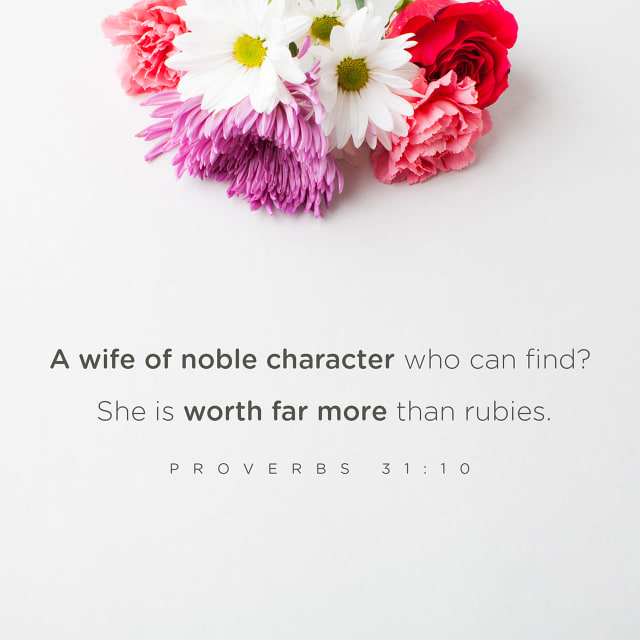 A wife of noble character who can find?
She is worth far more than rubies.
PROVERBS 31:10